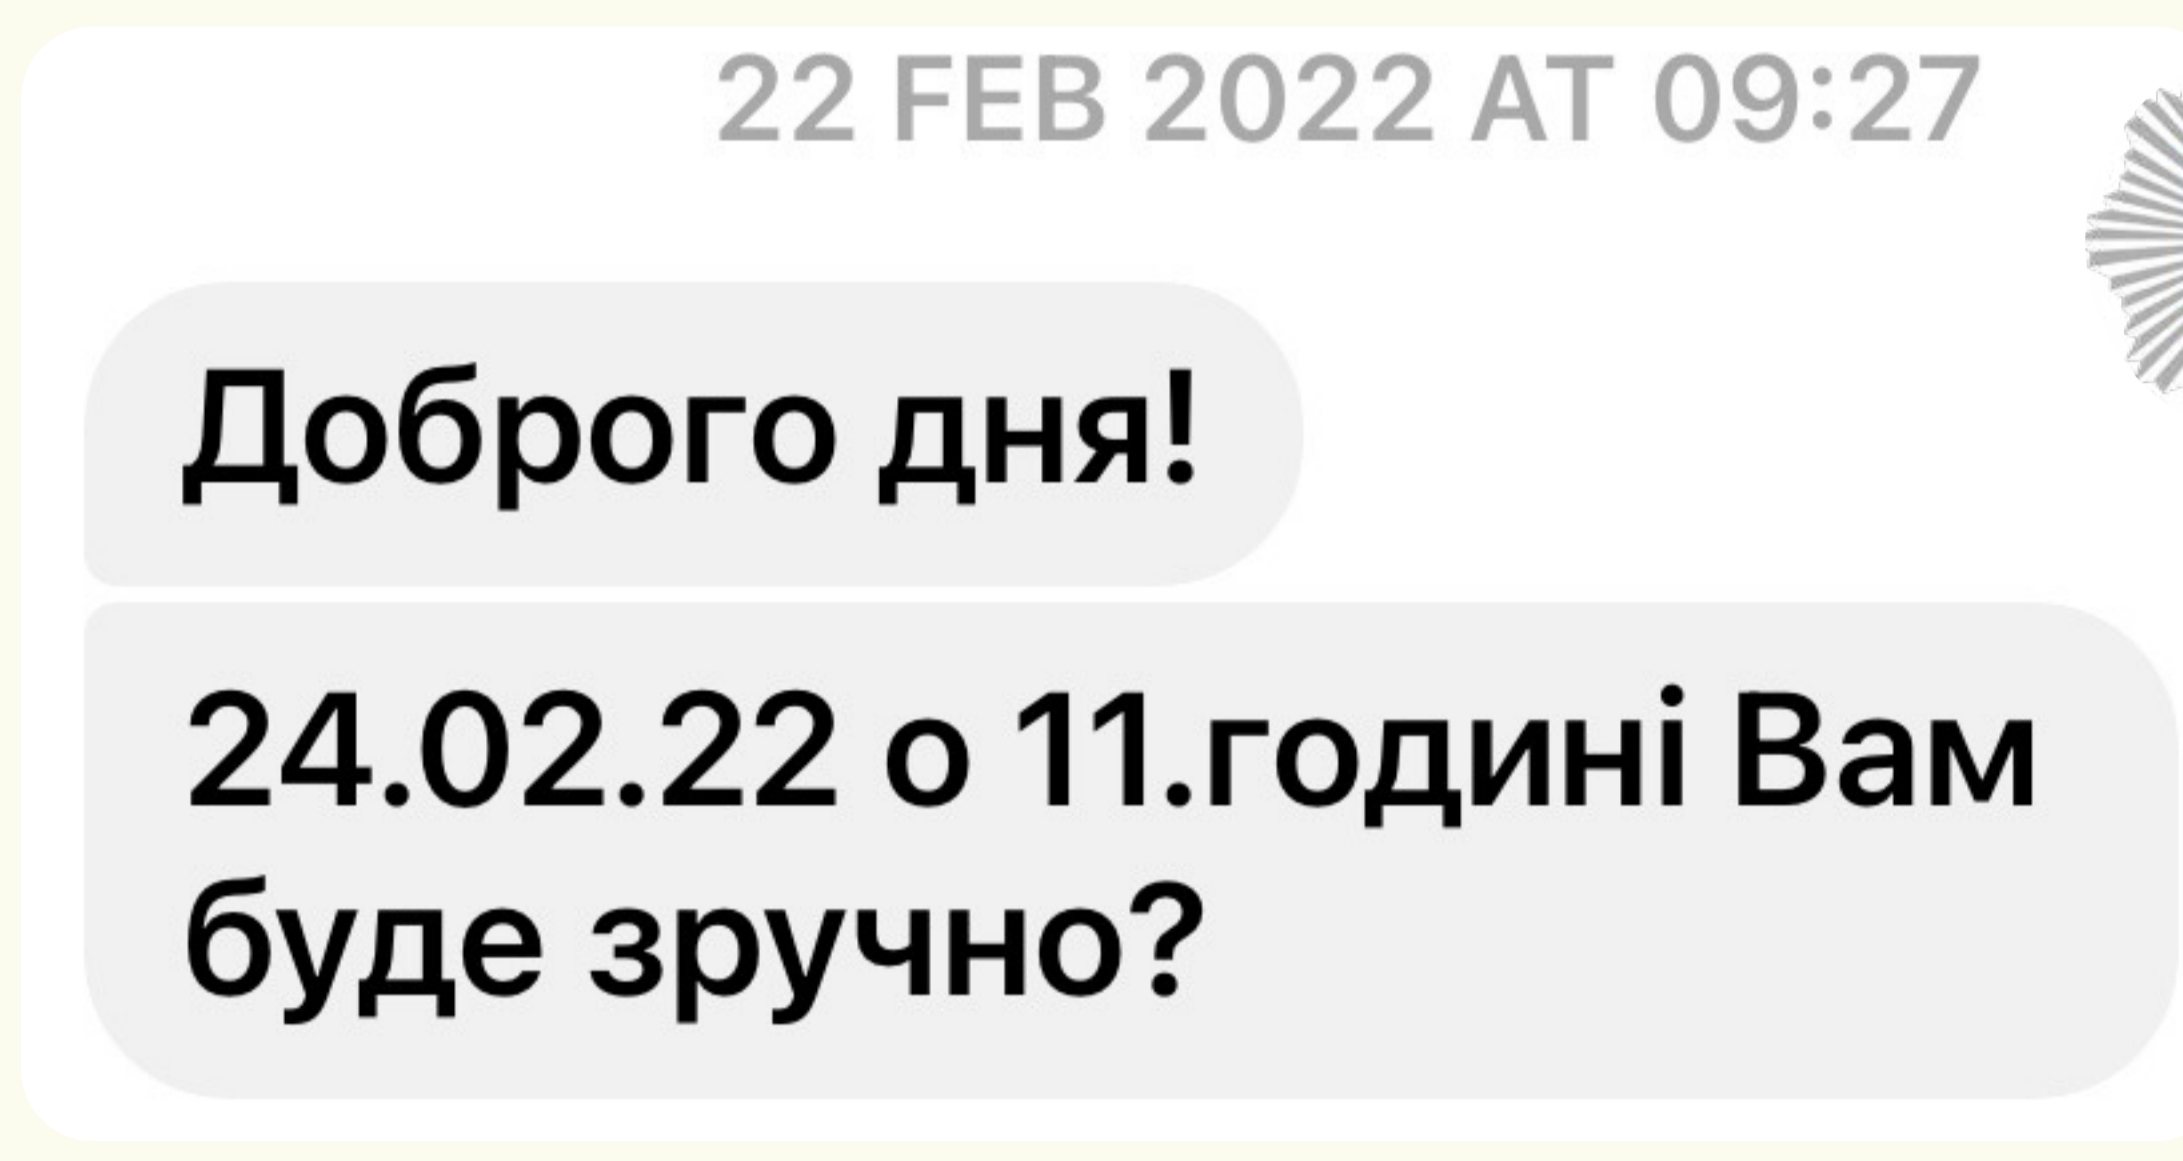 22 FEB 2022 AT 09:27
Доброго дня!
24.02.22 о 11.годині Вам
буде зручно?